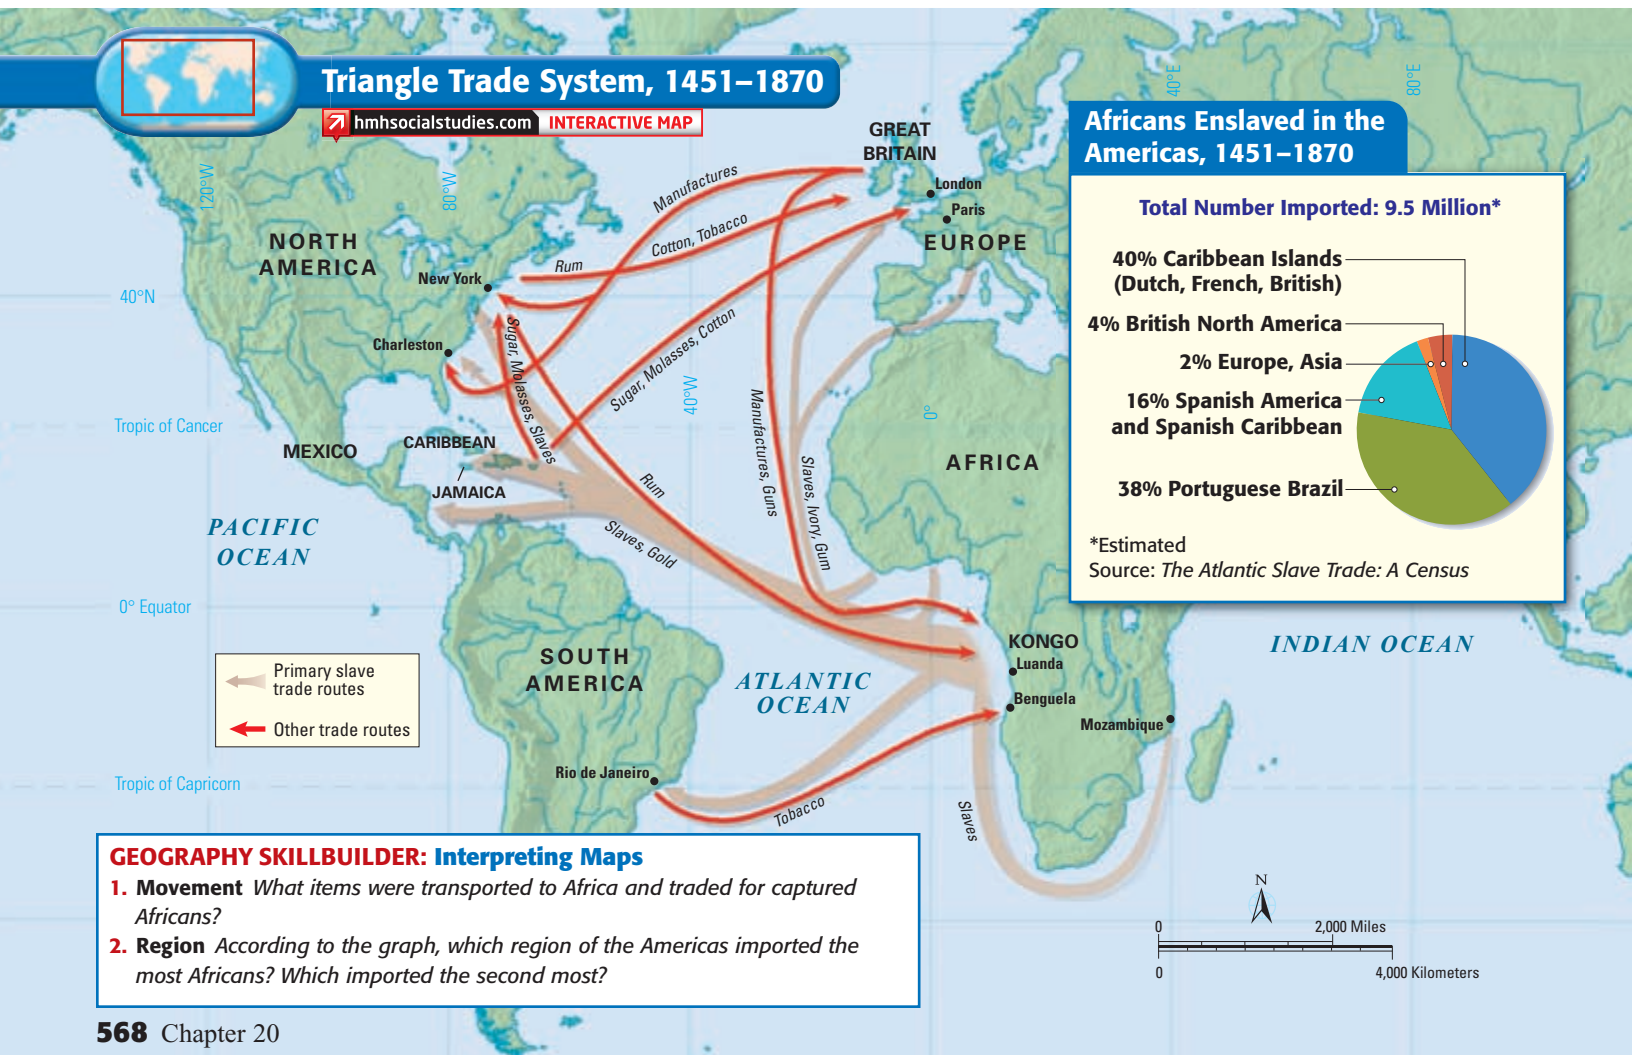 Triangle Trade System, 1451–1870
hmhsocialstudies.com INTERACTIVE MAP
120°W
80°W
40°W
0°
40°E
80°E
40°N
Tropic of Cancer
0° Equator
Tropic of Capricorn
NORTH
AMERICA
New York
Charleston
MEXICO
CARIBBEAN
JAMAICA
PACIFIC
OCEAN
SOUTH
AMERICA
Rio de Janeiro
ATLANTIC
OCEAN
GREAT
BRITAIN
London
Paris
EUROPE
AFRICA
KONGO
Luanda
Benguela
Mozambique
INDIAN OCEAN
Manufactures
Cotton, Tobacco
Rum
Sugar, Molasses, Cotton
Sugar, Molasses, Slaves
Rum
Slaves, Gold
Manufactures, Guns
Slaves, Ivory, Gum
Tobacco
Slaves
Primary slave
trade routes
Other trade routes
Africans Enslaved in the
Americas, 1451–1870
Total Number Imported: 9.5 Million*
40% Caribbean Islands
(Dutch, French, British)
4% British North America
2% Europe, Asia
16% Spanish America
and Spanish Caribbean
38% Portuguese Brazil
*Estimated
Source: The Atlantic Slave Trade: A Census
N
0 2,000 Miles
0 4,000 Kilometers
GEOGRAPHY SKILLBUILDER: Interpreting Maps
1. Movement What items were transported to Africa and traded for captured
Africans?
2. Region According to the graph, which region of the Americas imported the
most Africans? Which imported the second most?
568 Chapter 20